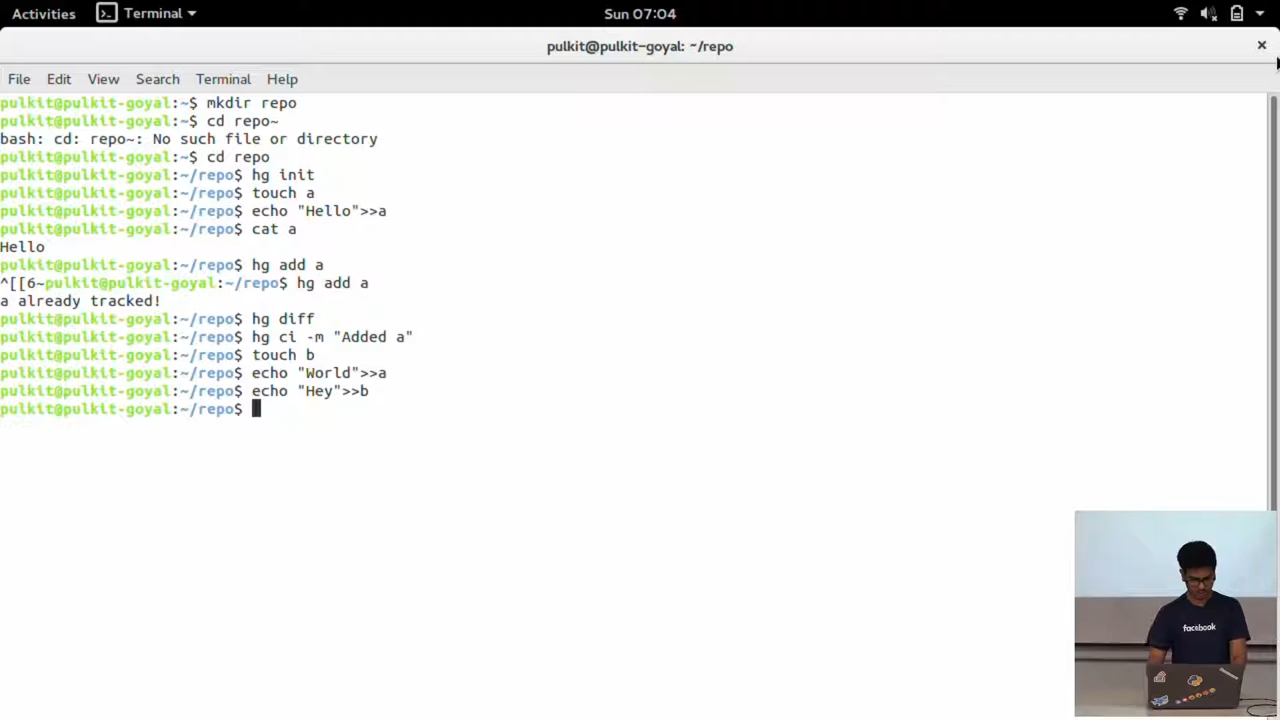 Activities Terminal Sun 07:04
pulkit@pulkit-goyal: ~/repo
File Edit View Search Terminal Help
pulkit@pulkit-goyal:~$ mkdir repo
pulkit@pulkit-goyal:~$ cd repo~
bash: cd: repo~: No such file or directory
pulkit@pulkit-goyal:~$ cd repo
pulkit@pulkit-goyal:~/repo$ hg init
pulkit@pulkit-goyal:~/repo$ touch a
pulkit@pulkit-goyal:~/repo$ echo "Hello">>a
pulkit@pulkit-goyal:~/repo$ cat a
Hello
pulkit@pulkit-goyal:~/repo$ hg add a
^[[6~pulkit@pulkit-goyal:~/repo$ hg add a
a already tracked!
pulkit@pulkit-goyal:~/repo$ hg diff
pulkit@pulkit-goyal:~/repo$ hg ci -m "Added a"
pulkit@pulkit-goyal:~/repo$ touch b
pulkit@pulkit-goyal:~/repo$ echo "World">>a
pulkit@pulkit-goyal:~/repo$ echo "Hey">>b
pulkit@pulkit-goyal:~/repo$
facebook